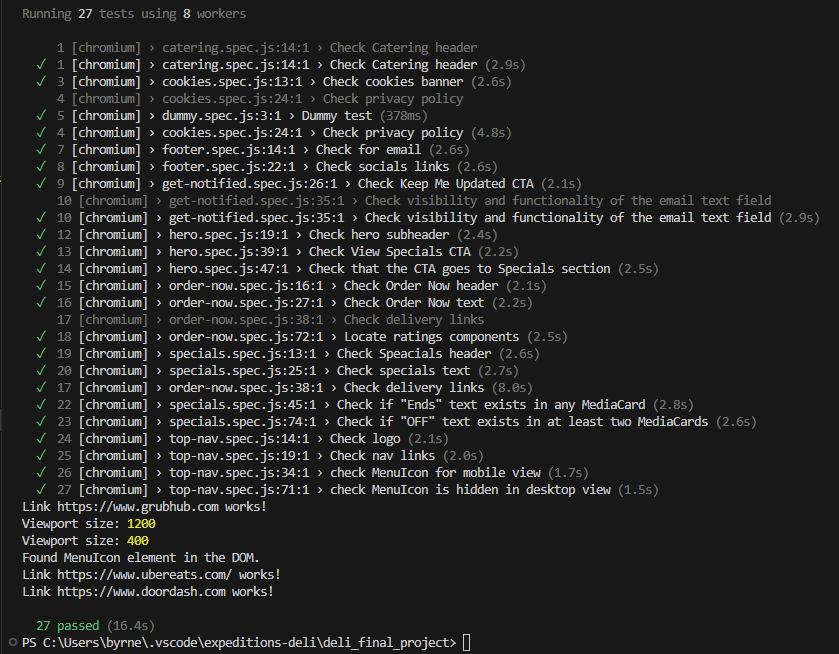 Running 27 tests using 8 workers
1 [chromium] › catering.spec.js:14:1 › Check Catering header
✓ 1 [chromium] › catering.spec.js:14:1 › Check Catering header (2.9s)
✓ 3 [chromium] › cookies.spec.js:13:1 › Check cookies banner (2.6s)
4 [chromium] › cookies.spec.js:24:1 › Check privacy policy
✓ 5 [chromium] › dummy.spec.js:3:1 › Dummy test (378ms)
✓ 4 [chromium] › cookies.spec.js:24:1 › Check privacy policy (4.8s)
✓ 7 [chromium] › footer.spec.js:14:1 › Check for email (2.6s)
✓ 8 [chromium] › footer.spec.js:22:1 › Check socials links (2.6s)
✓ 9 [chromium] › get-notified.spec.js:26:1 › Check Keep Me Updated CTA (2.1s)
10 [chromium] › get-notified.spec.js:35:1 › Check visibility and functionality of the email text field
✓ 10 [chromium] › get-notified.spec.js:35:1 › Check visibility and functionality of the email text field (2.9s)
✓ 12 [chromium] › hero.spec.js:19:1 › Check hero subheader (2.4s)
✓ 13 [chromium] › hero.spec.js:39:1 › Check View Specials CTA (2.2s)
✓ 14 [chromium] › hero.spec.js:47:1 › Check that the CTA goes to Specials section (2.5s)
✓ 15 [chromium] › order-now.spec.js:16:1 › Check Order Now header (2.1s)
✓ 16 [chromium] › order-now.spec.js:27:1 › Check Order Now text (2.2s)
17 [chromium] › order-now.spec.js:38:1 › Check delivery links
✓ 18 [chromium] › order-now.spec.js:72:1 › Locate ratings components (2.5s)
✓ 19 [chromium] › specials.spec.js:13:1 › Check Speacials header (2.6s)
✓ 20 [chromium] › specials.spec.js:25:1 › Check specials text (2.7s)
✓ 17 [chromium] › order-now.spec.js:38:1 › Check delivery links (8.0s)
✓ 22 [chromium] › specials.spec.js:45:1 › Check if "Ends" text exists in any MediaCard (2.8s)
✓ 23 [chromium] › specials.spec.js:74:1 › Check if "OFF" text exists in at least two MediaCards (2.6s)
✓ 24 [chromium] › top-nav.spec.js:14:1 › Check logo (2.1s)
✓ 25 [chromium] › top-nav.spec.js:19:1 › Check nav links (2.0s)
✓ 26 [chromium] › top-nav.spec.js:34:1 › check MenuIcon for mobile view (1.7s)
✓ 27 [chromium] › top-nav.spec.js:71:1 › check MenuIcon is hidden in desktop view (1.5s)
Link https://www.grubhub.com works!
Viewport size: 1200
Viewport size: 400
Found MenuIcon element in the DOM.
Link https://www.ubereats.com/ works!
Link https://www.doordash.com works!
27 passed (16.4s)
PS C:\Users\byrne\.vscode\expeditions-deli\deli_final_project>